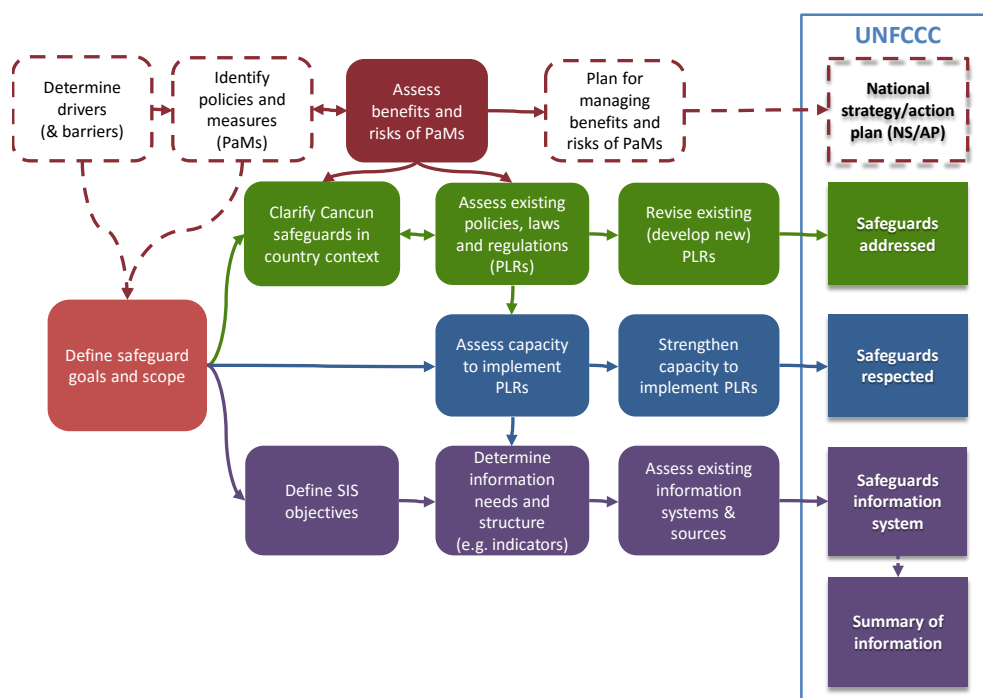 UNFCCC
Determine
drivers
(& barriers)
Identify
policies and
measures
(PaMs)
Assess
benefits and
risks of PaMs
Plan for
managing
benefits and
risks of PaMs
National
strategy/action
plan (NS/AP)
Clarify Cancun
safeguards in
country context
Assess existing
policies, laws
and regulations
(PLRs)
Revise existing
(develop new)
PLRs
Safeguards
addressed
Define safeguard
goals and scope
Assess capacity
to implement
PLRs
Strengthen
capacity to
implement PLRs
Safeguards
respected
Define SIS
objectives
Determine
information
needs and
structure
(e.g. indicators)
Assess existing
information
systems &
sources
Safeguards
information
system
Summary of
information